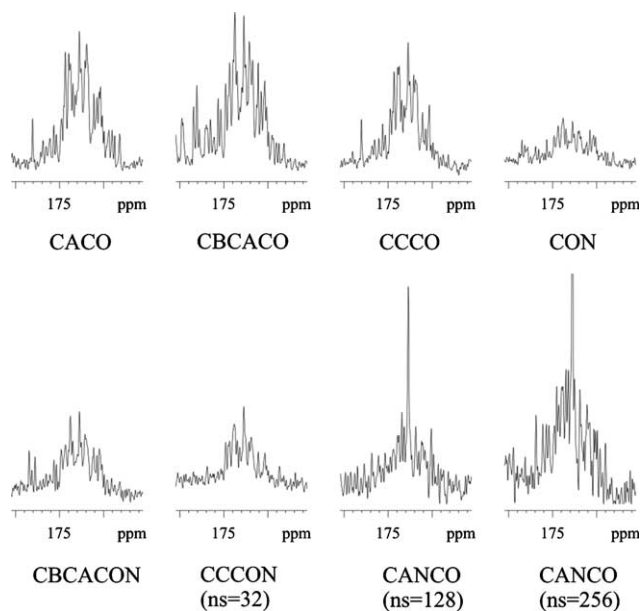 175 ppm 175 ppm 175 ppm 175 ppm
CACO CBCACO CCCO CON
175 ppm 175 ppm 175 ppm 175 ppm
CBCACON CCCON CANCO CANCO
(ns=32) (ns=128) (ns=256)